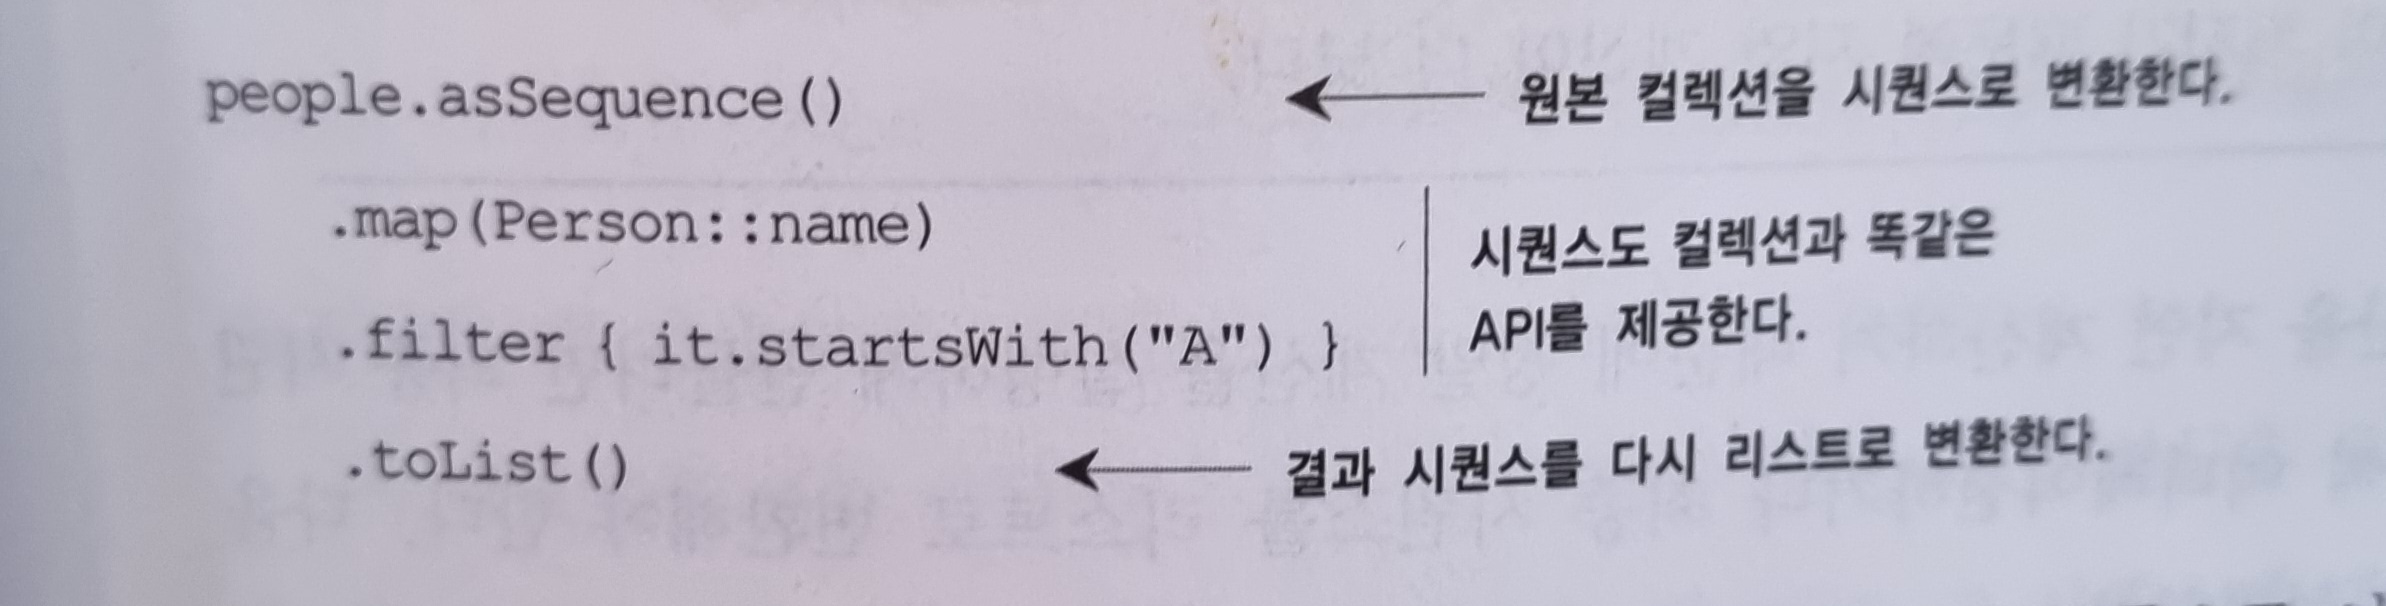 people.asSequence() 원본 컬렉션을 시퀀스로 변환한다.
.map(Person::name)
시퀀스도 컬렉션과 똑같은
.filter { it.startsWith("A") }
API를 제공한다.
.toList() 결과 시퀀스를 다시 리스트로 변환한다.